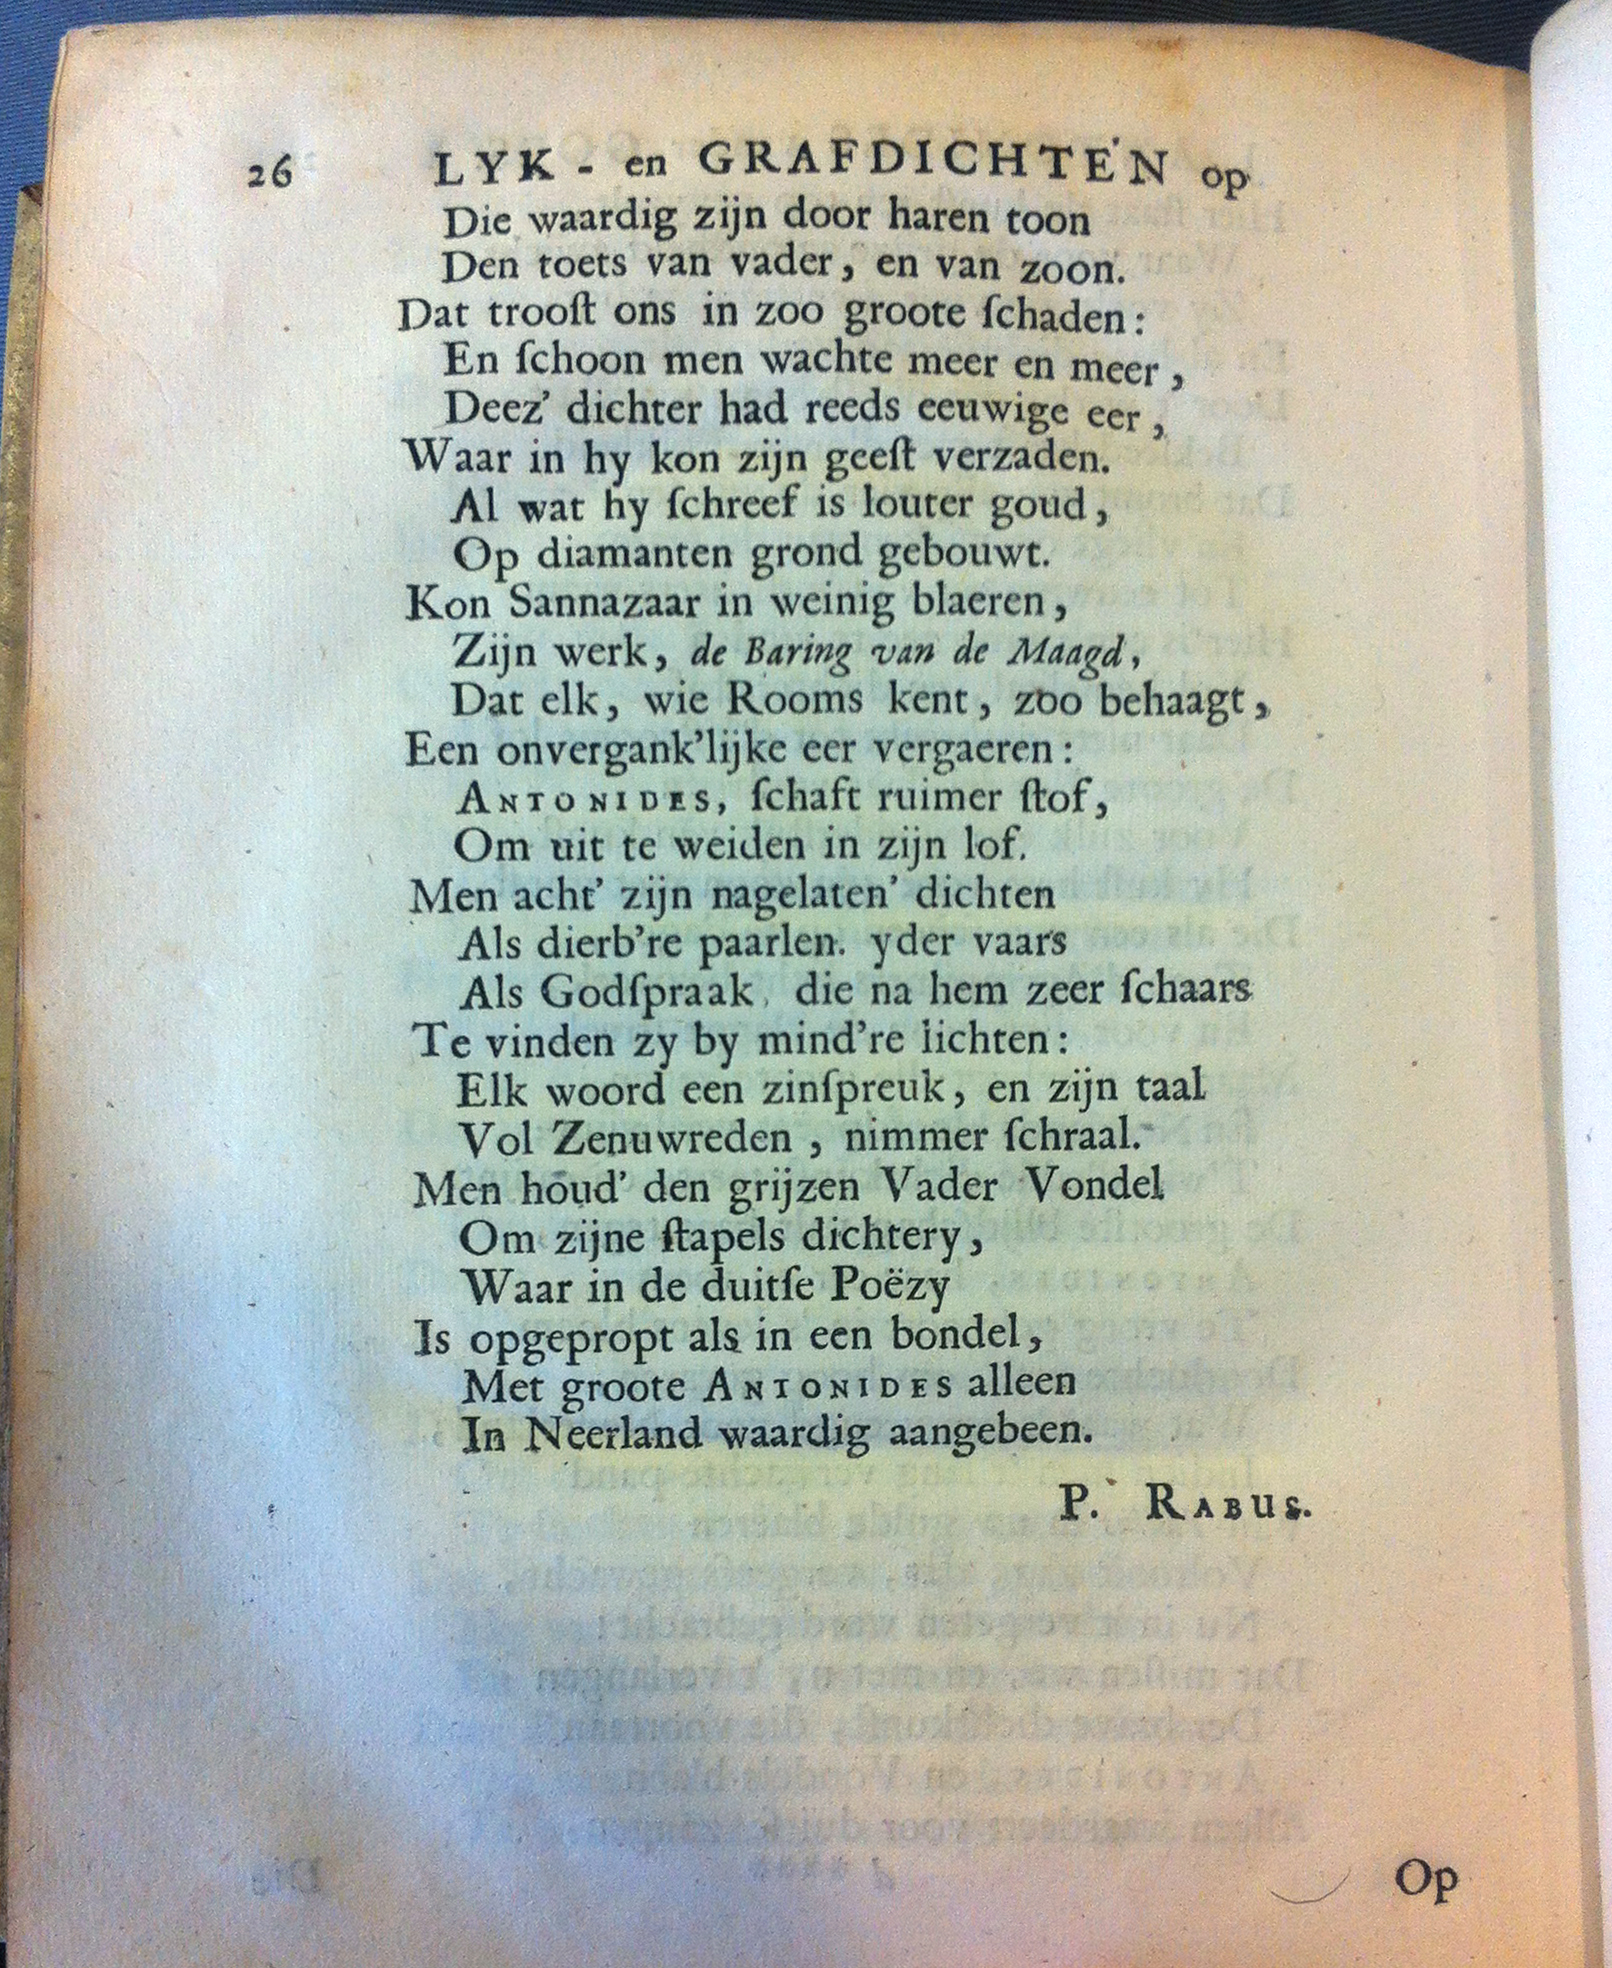 26 LYK - en GRAFDICHTEN op
Die waardig zijn door haren toon
Den toets van vader, en van zoon.
Dat trooſt ons in zoo groote ſchaden:
En ſchoon men wachte meer en meer,
Deez' dichter had reeds eeuwige eer,
Waar in hy kon zijn geeſt verzaden.
Al wat hy ſchreef is louter goud,
Op diamanten grond gebouwt.
Kon Sannazaar in weinig blaeren,
Zijn werk, de Baring van de Maagd,
Dat elk, wie Rooms kent, zoo behaagt,
Een onvergank'lijke eer vergaeren:
ANTONIDES, ſchaft ruimer ſtof,
Om uit te weiden in zijn lof.
Men acht' zijn nagelaten' dichten
Als dierb're paarlen. yder vaars
Als Godſpraak, die na hem zeer ſchaars
Te vinden zy by mind're lichten:
Elk woord een zinſpreuk, en zijn taal
Vol Zenuwreden, nimmer ſchraal.
Men houd' den grijzen Vader Vondel
Om zijne ſtapels dichtery,
Waar in de duitſe Poëzy
Is opgepropt als in een bondel,
Met groote ANTONIDES alleen
In Neerland waardig aangebeen.
P. RABUS.
Op